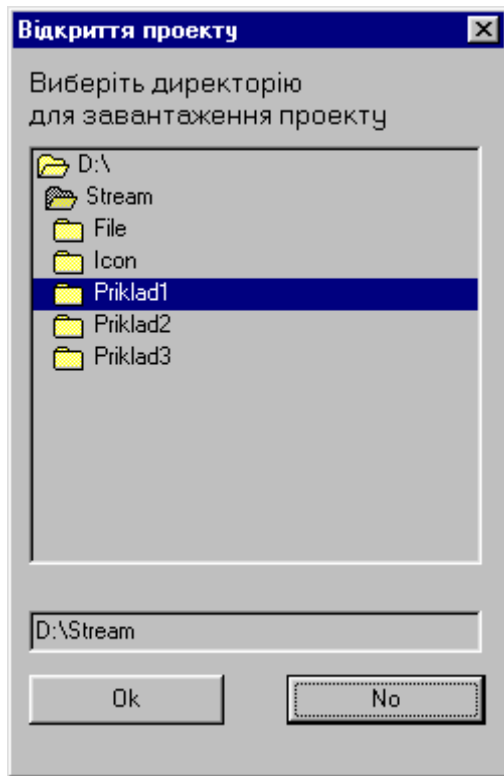 Відкриття проекту
Виберіть директорію
для завантаження проекту
D:\
Stream
File
Icon
Priklad1
Priklad2
Priklad3
D:\Stream
Ok
No